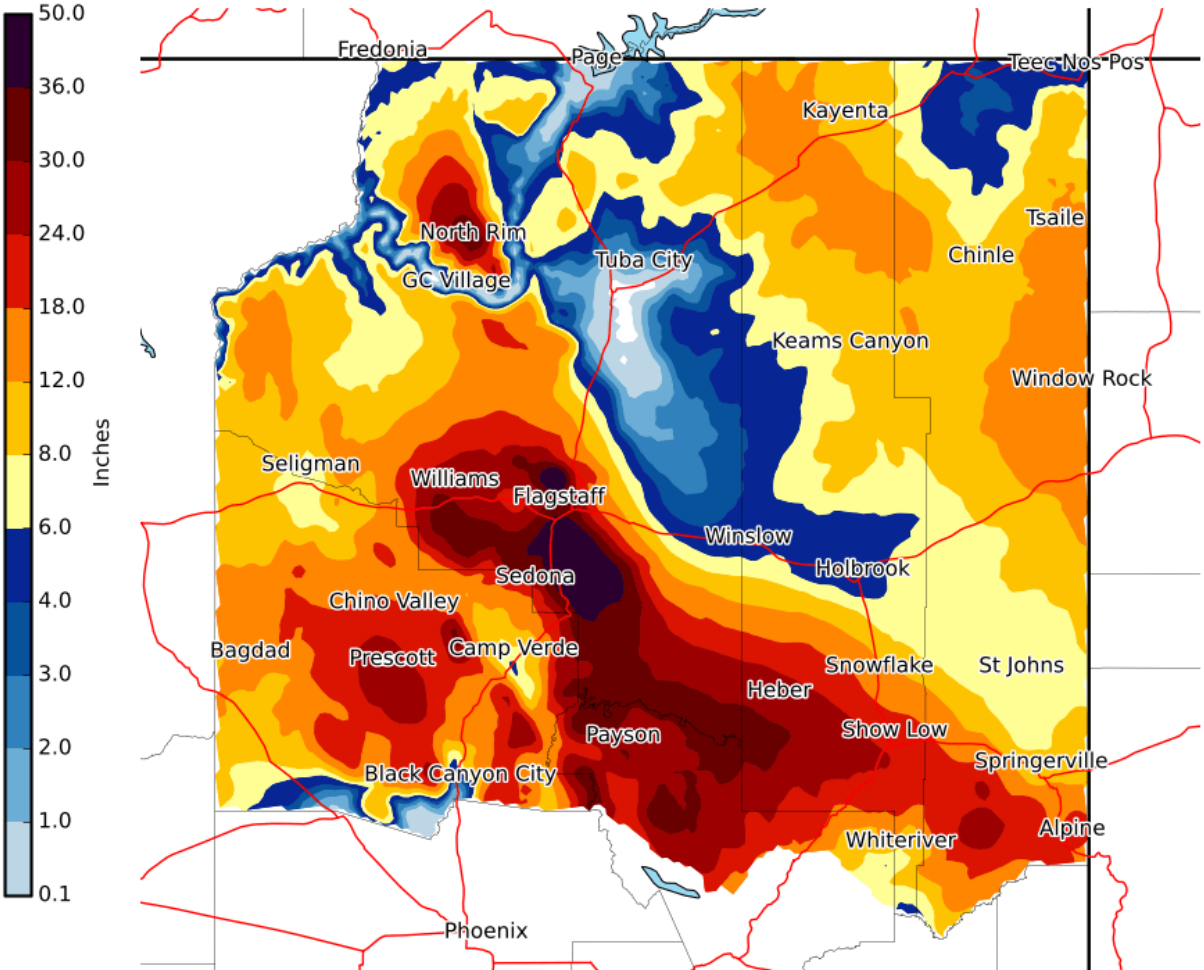 50.0
36.0
30.0
24.0
18.0
12.0
8.0
6.0
4.0
3.0
2.0
1.0
0.1
Inches
Fredonia
Page
Teec Nos Pos
Kayenta
Tsaile
North Rim
Chinle
Tuba City
GC Village
Keams Canyon
Window Rock
Seligman
Williams
Flagstaff
Winslow
Holbrook
Sedona
Chino Valley
Camp Verde
Bagdad
Prescott
Snowflake
St Johns
Heber
Show Low
Payson
Springerville
Black Canyon City
Alpine
Whiteriver
Phoenix